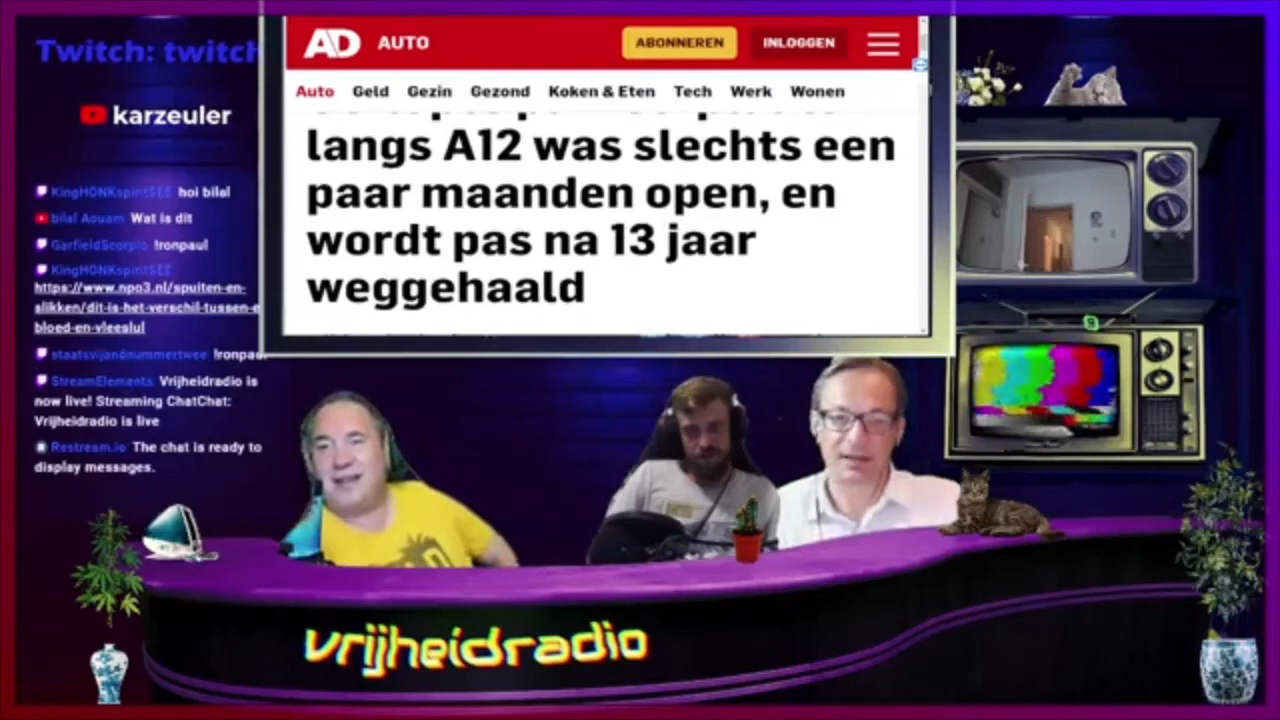 Twitch: twitch
karzeuler
KingHONKspiritSEE hoi bilal
bilal Aouam Wat is dit
GarfieldScorpio !ronpaul
KingHONKspiritSEE
https://www.npo3.nl/spuiten-en-
slikken/dit-is-het-verschil-tussen-e
bloed-en-vleeslul
staatsvijandnummertwee !ronpau
StreamElements: Vrijheidradio is
now live! Streaming ChatChat:
Vrijheidradio is live
Restream.io The chat is ready to
display messages.
AD AUTO ABONNEREN INLOGGEN
Auto Geld Gezin Gezond Koken & Eten Tech Werk Wonen
langs A12 was slechts een
paar maanden open, en
wordt pas na 13 jaar
weggehaald
vrijheidradio